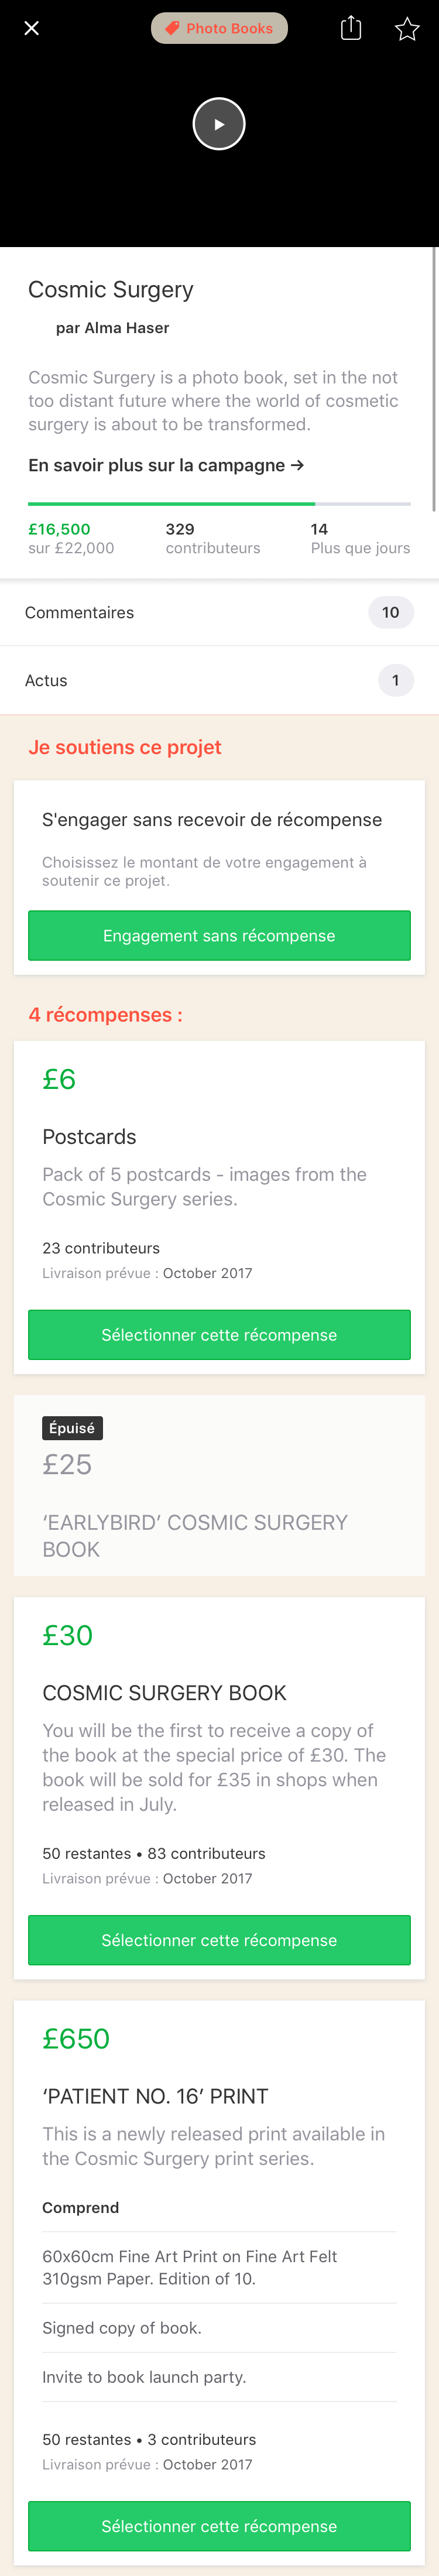 Photo Books
Cosmic Surgery
par Alma Haser
Cosmic Surgery is a photo book, set in the not
too distant future where the world of cosmetic
surgery is about to be transformed.
En savoir plus sur la campagne →
£16,500
sur £22,000
329
contributeurs
14
Plus que jours
Commentaires
10
Actus
1
Je soutiens ce projet
S'engager sans recevoir de récompense
Choisissez le montant de votre engagement à
soutenir ce projet.
Engagement sans récompense
4 récompenses :
£6
Postcards
Pack of 5 postcards - images from the
Cosmic Surgery series.
23 contributeurs
Livraison prévue : October 2017
Sélectionner cette récompense
Épuisé
£25
‘EARLYBIRD’ COSMIC SURGERY
BOOK
£30
COSMIC SURGERY BOOK
You will be the first to receive a copy of
the book at the special price of £30. The
book will be sold for £35 in shops when
released in July.
50 restantes • 83 contributeurs
Livraison prévue : October 2017
Sélectionner cette récompense
£650
‘PATIENT NO. 16’ PRINT
This is a newly released print available in
the Cosmic Surgery print series.
Comprend
60x60cm Fine Art Print on Fine Art Felt
310gsm Paper. Edition of 10.
Signed copy of book.
Invite to book launch party.
50 restantes • 3 contributeurs
Livraison prévue : October 2017
Sélectionner cette récompense